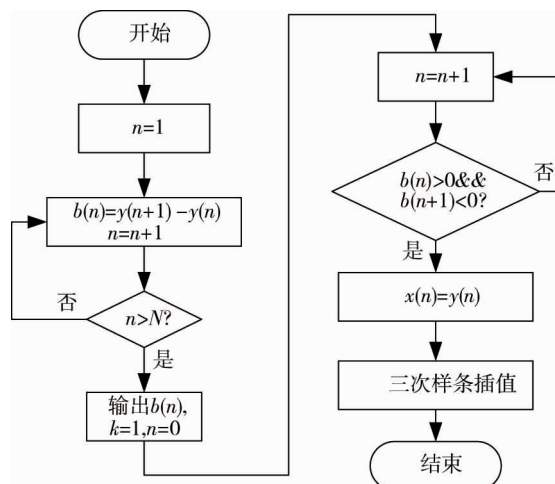 开始
n=1
b(n)=y(n+1)-y(n)
n=n+1
否
n>N?
是
输出b(n),
k=1,n=0
n=n+1
b(n)>0&&
b(n+1)<0?
否
是
x(n)=y(n)
三次样条插值
结束